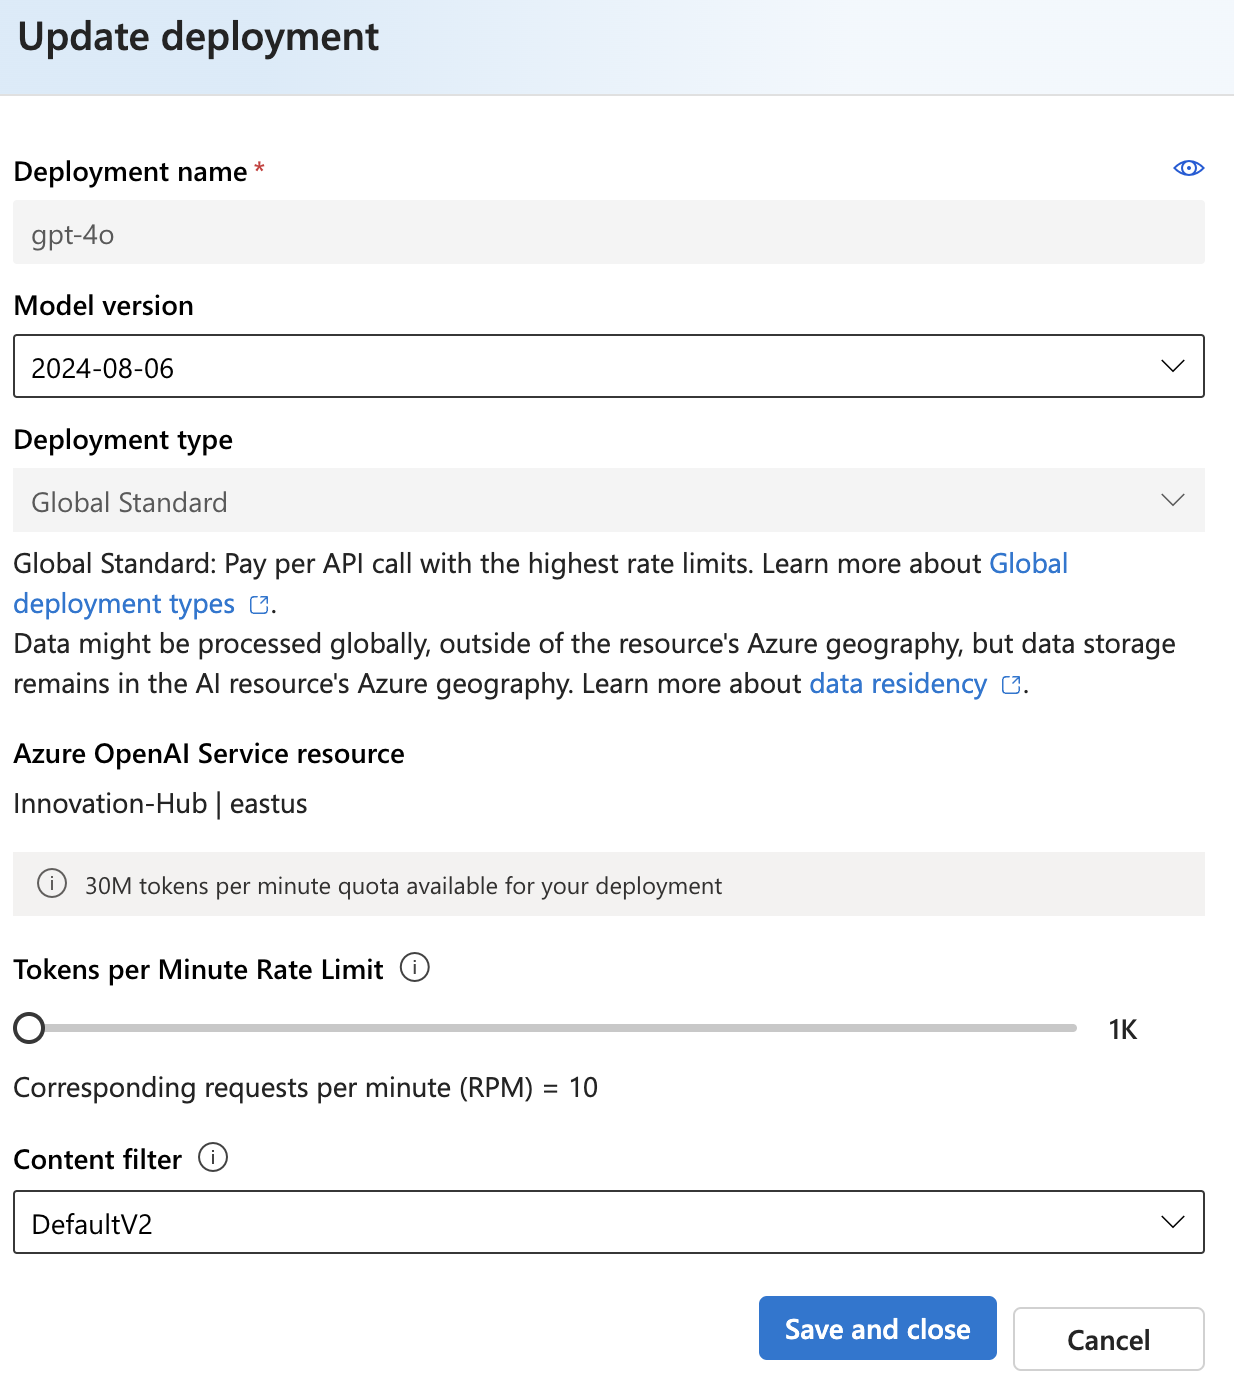 Update deployment
Deployment name *
gpt-4o
Model version
2024-08-06
Deployment type
Global Standard
Global Standard: Pay per API call with the highest rate limits. Learn more about Global
deployment types .
Data might be processed globally, outside of the resource's Azure geography, but data storage
remains in the AI resource's Azure geography. Learn more about data residency .
Azure OpenAI Service resource
Innovation-Hub | eastus
30M tokens per minute quota available for your deployment
Tokens per Minute Rate Limit
1K
Corresponding requests per minute (RPM) = 10
Content filter
DefaultV2
Save and close
Cancel